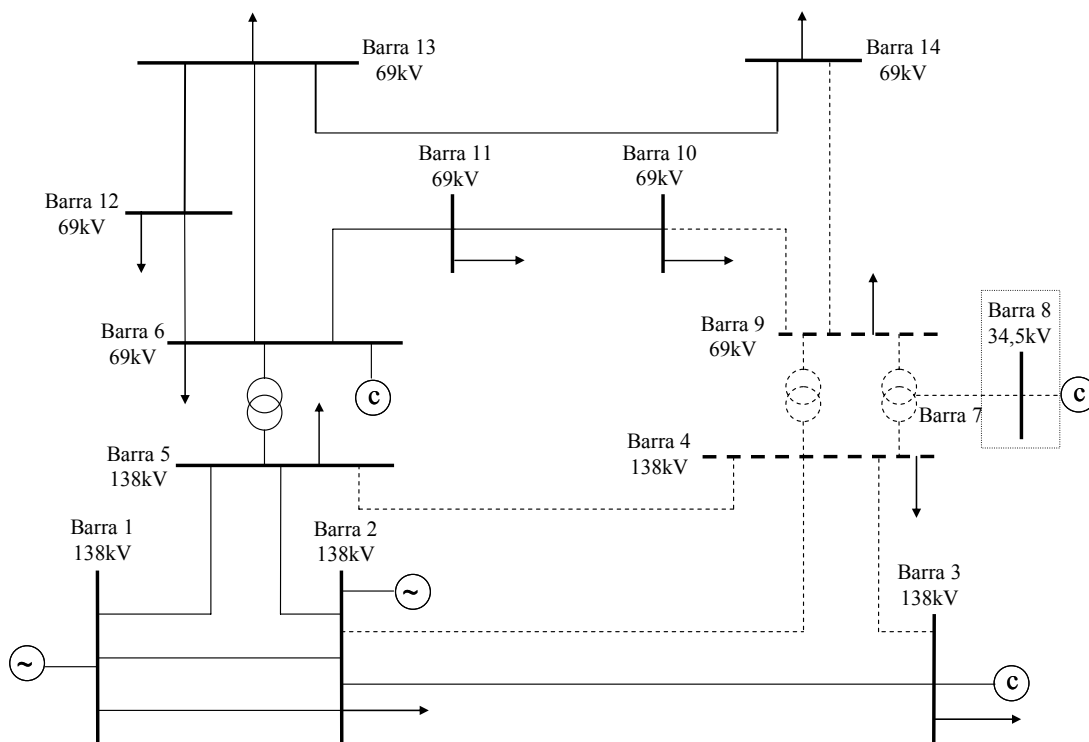 Barra 13
69kV
Barra 14
69kV
Barra 11
69kV
Barra 10
69kV
Barra 12
69kV
Barra 6
69kV
c
Barra 9
69kV
Barra 8
34,5kV
c
Barra 7
Barra 5
138kV
Barra 4
138kV
Barra 1
138kV
Barra 2
138kV
~
Barra 3
138kV
~
c